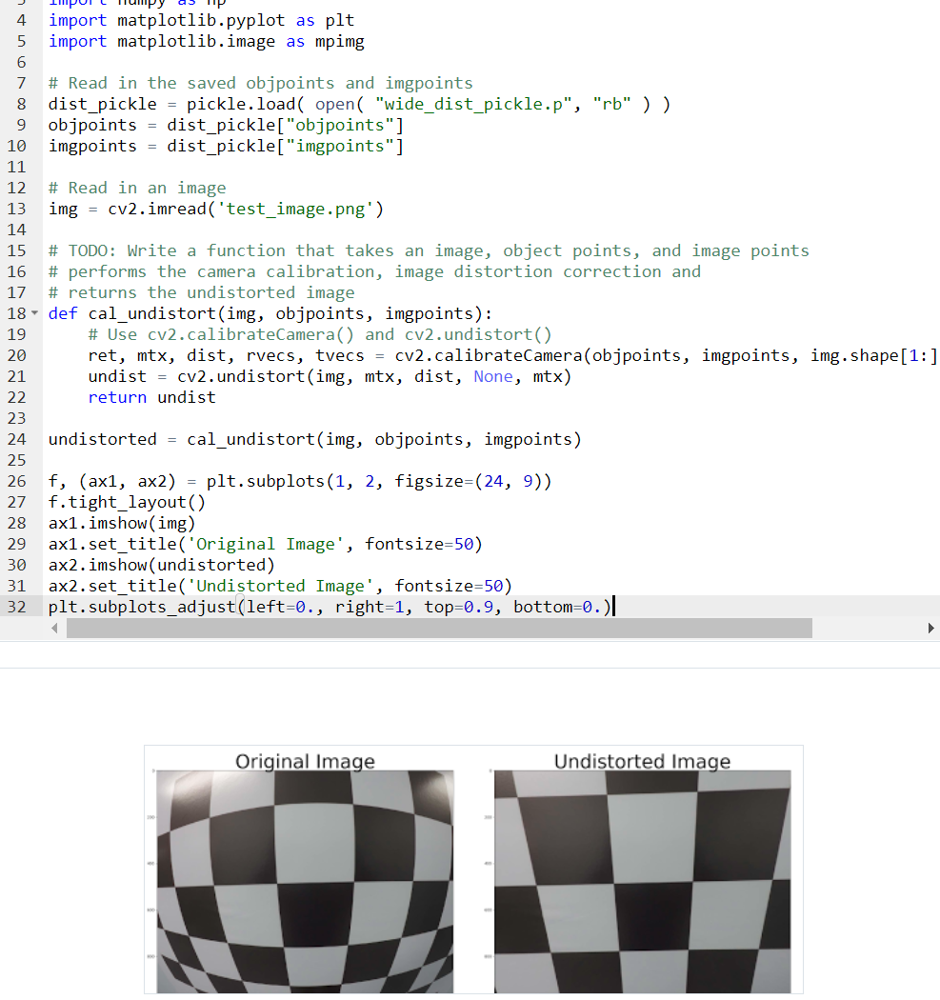 3 import numpy as np
4 import matplotlib.pyplot as plt
5 import matplotlib.image as mpimg
6
7 # Read in the saved objpoints and imgpoints
8 dist_pickle = pickle.load( open( "wide_dist_pickle.p", "rb" ) )
9 objpoints = dist_pickle["objpoints"]
10 imgpoints = dist_pickle["imgpoints"]
11
12 # Read in an image
13 img = cv2.imread('test_image.png')
14
15 # TODO: Write a function that takes an image, object points, and image points
16 # performs the camera calibration, image distortion correction and
17 # returns the undistorted image
18 def cal_undistort(img, objpoints, imgpoints):
19     # Use cv2.calibrateCamera() and cv2.undistort()
20     ret, mtx, dist, rvecs, tvecs = cv2.calibrateCamera(objpoints, imgpoints, img.shape[1:]
21     undist = cv2.undistort(img, mtx, dist, None, mtx)
22     return undist
23
24 undistorted = cal_undistort(img, objpoints, imgpoints)
25
26 f, (ax1, ax2) = plt.subplots(1, 2, figsize=(24, 9))
27 f.tight_layout()
28 ax1.imshow(img)
29 ax1.set_title('Original Image', fontsize=50)
30 ax2.imshow(undistorted)
31 ax2.set_title('Undistorted Image', fontsize=50)
32 plt.subplots_adjust(left=0., right=1, top=0.9, bottom=0.)
Original Image Undistorted Image